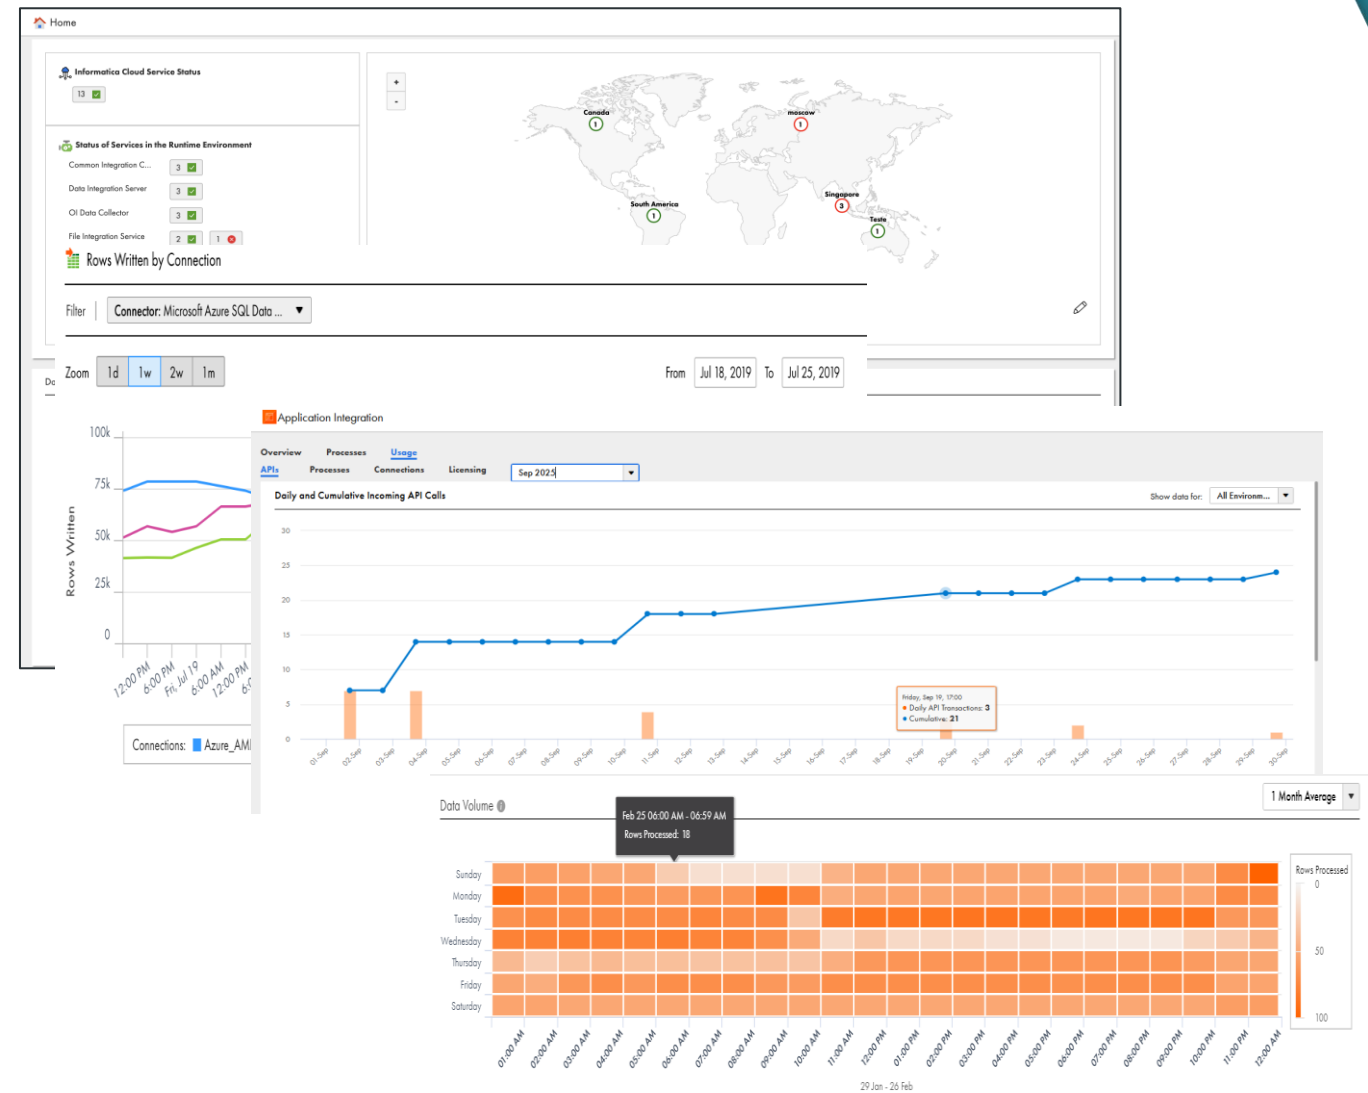 Home
Informatica Cloud Service Status
13
Status of Services in the Runtime Environment
Common Integration C... 3
Data Integration Server 3
OI Data Collector 3
File Integration Service 2 1
+
-
Canada
1
moscow
1
South America
1
Singapore
3
Teste
1
Rows Written by Connection
Filter Connector: Microsoft Azure SQL Data ...
Zoom 1d 1w 2w 1m From Jul 18, 2019 To Jul 25, 2019
Rows Written
100k
75k
50k
25k
0
12:00 PM 6:00 PM Fri, Jul 19 6:00 AM 12:00 PM
Connections: Azure_AM
Application Integration
Overview Processes Usage
APIs Processes Connections Licensing Sep 2025
Daily and Cumulative Incoming API Calls Show data for: All Environm...
30
25
20
15
10
5
0
Friday, Sep 19, 17:00
Daily API Transactions: 3
Cumulative: 21
01-Sep 02-Sep 03-Sep 04-Sep 05-Sep 06-Sep 07-Sep 08-Sep 09-Sep 10-Sep 11-Sep 12-Sep 13-Sep 14-Sep 15-Sep 16-Sep 17-Sep 18-Sep 19-Sep 20-Sep 21-Sep 22-Sep 23-Sep 24-Sep 25-Sep 26-Sep 27-Sep 28-Sep 29-Sep 30-Sep
Data Volume 1 Month Average
Feb 25 06:00 AM - 06:59 AM
Rows Processed: 18
Sunday
Monday
Tuesday
Wednesday
Thursday
Friday
Saturday
01:00 AM 02:00 AM 03:00 AM 04:00 AM 05:00 AM 06:00 AM 07:00 AM 08:00 AM 09:00 AM 10:00 AM 11:00 AM 12:00 PM 01:00 PM 02:00 PM 03:00 PM 04:00 PM 05:00 PM 06:00 PM 07:00 PM 08:00 PM 09:00 PM 10:00 PM 11:00 PM 12:00 AM
29 Jan - 26 Feb
Rows Processed
0
50
100